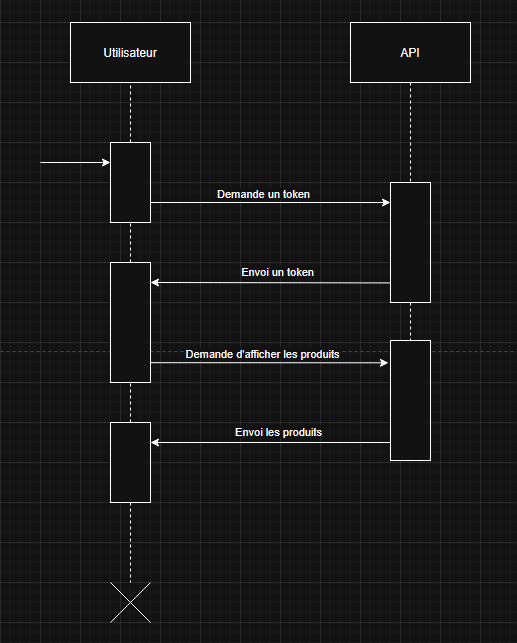 Utilisateur
API
Demande un token
Envoi un token
Demande d'afficher les produits
Envoi les produits